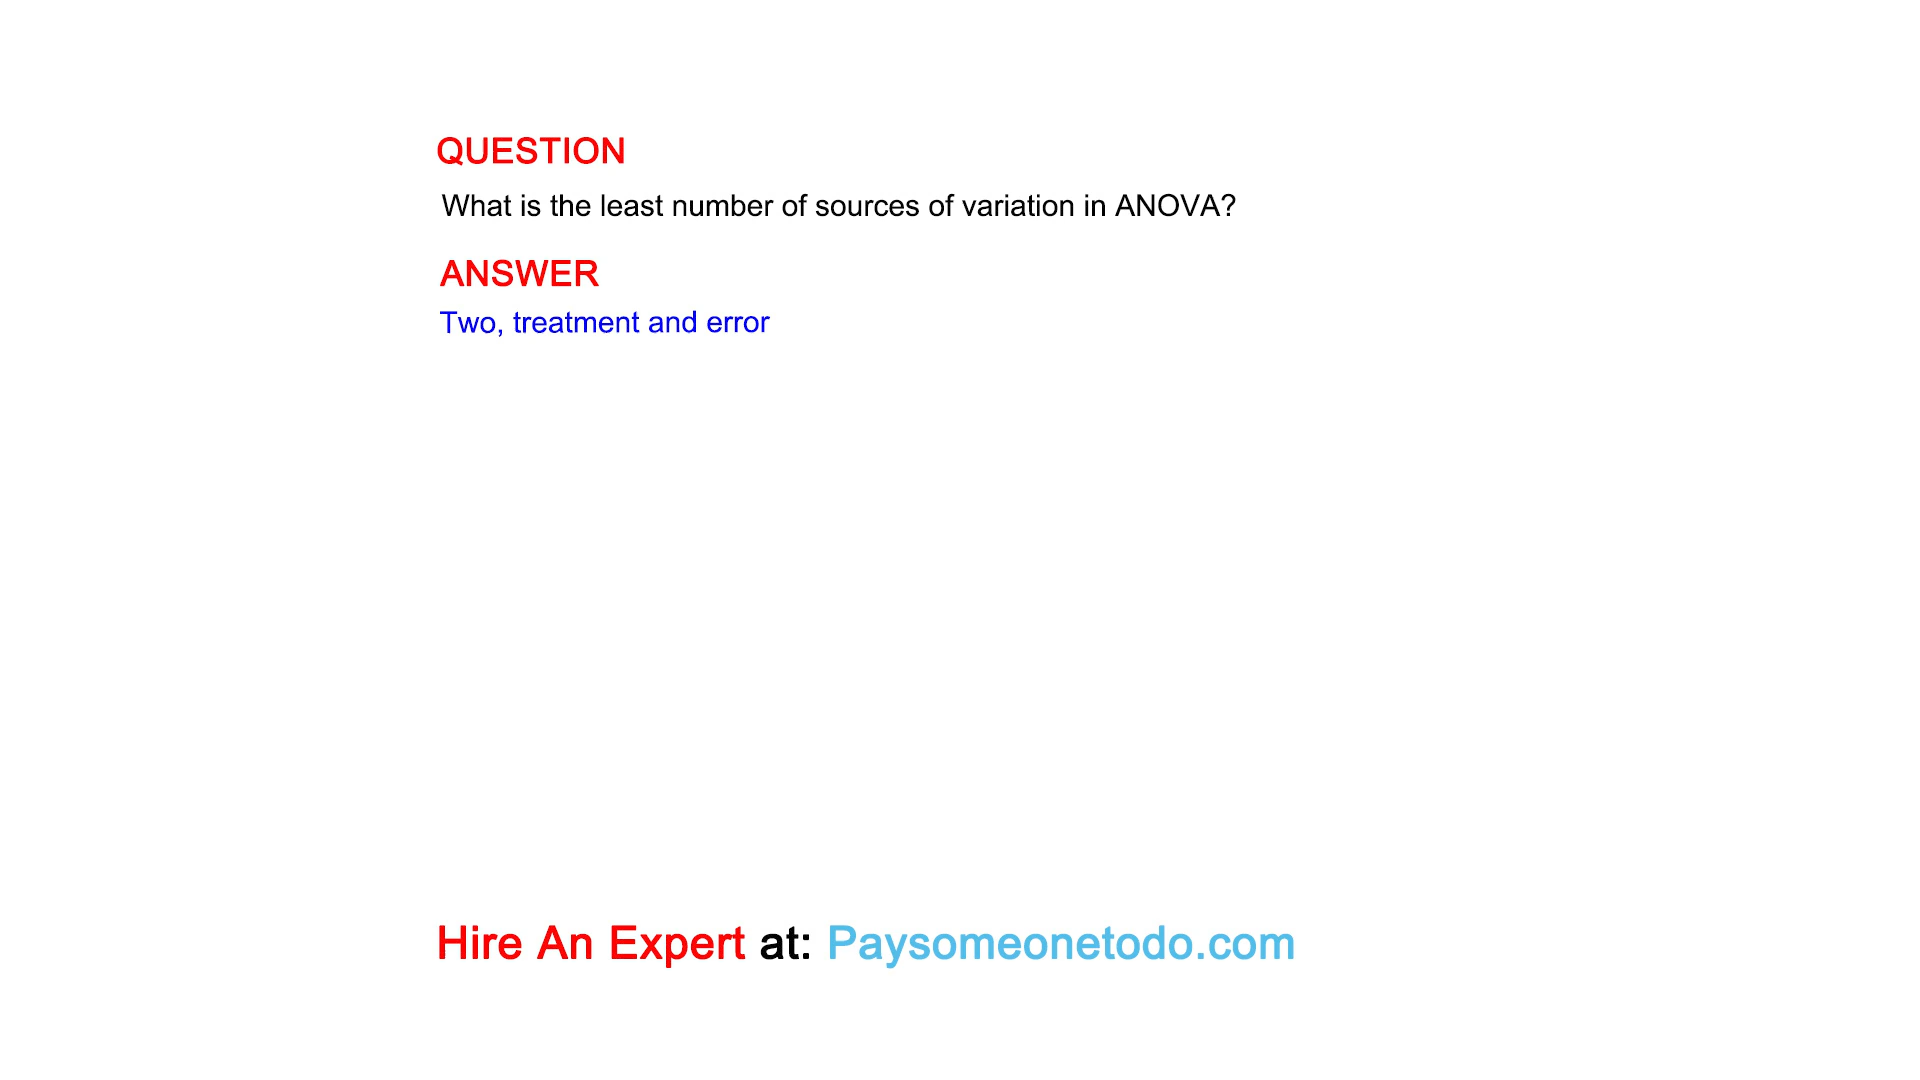 QUESTION
What is the least number of sources of variation in ANOVA?
ANSWER
Two, treatment and error
Hire An Expert at: Paysomeonetodo.com